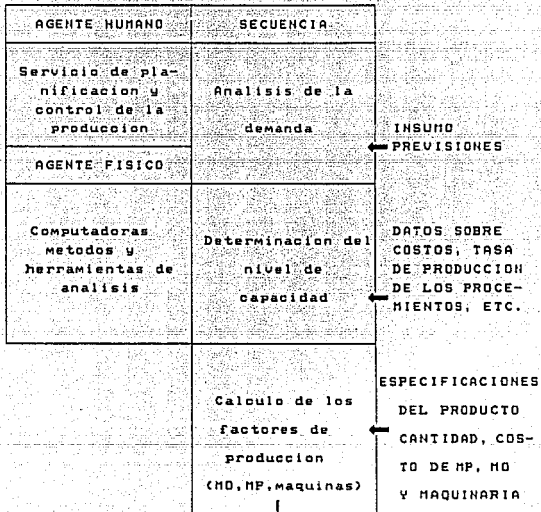 AGENTE HUMANO
SECUENCIA
Servicio de pla-
nificacion y
control de la
produccion
Analisis de la
demanda
INSUMO
PREVISIONES
AGENTE FISICO
Computadoras
metodos y
herramientas de
analisis
Determinacion del
nivel de
capacidad
DATOS SOBRE
COSTOS, TASA
DE PRODUCCION
DE LOS PROCE-
MIENTOS, ETC.
Calculo de los
factores de
produccion
(MO,MP,maquinas)
ESPECIFICACIONES
DEL PRODUCTO
CANTIDAD, COS-
TO DE MP, MO
Y MAQUINARIA